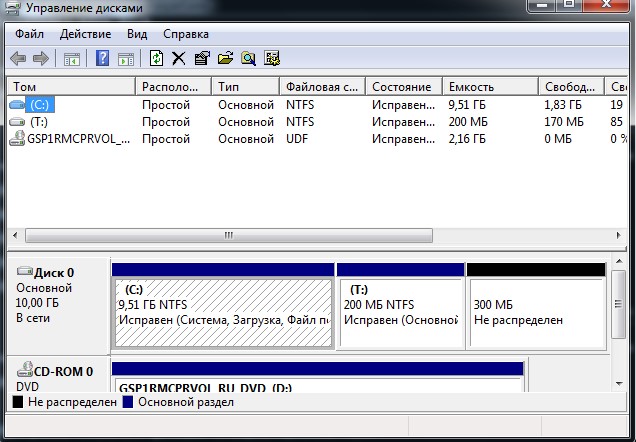 Управление дисками
Файл Действие Вид Справка
Том Располо... Тип Файловая с... Состояние Емкость Свобод... Сво
(C:) Простой Основной NTFS Исправен... 9,51 ГБ 1,83 ГБ 19
(T:) Простой Основной NTFS Исправен... 200 МБ 170 МБ 85
GSP1RMCPRVOL_... Простой Основной UDF Исправен... 2,16 ГБ 0 МБ 0 %
Диск 0
Основной
10,00 ГБ
В сети
(C:)
9,51 ГБ NTFS
Исправен (Система, Загрузка, Файл п
(T:)
200 МБ NTFS
Исправен (Основной
300 МБ
Не распределен
CD-ROM 0
DVD
GSP1RMCPRVOL_RU_DVD (D:)
Не распределен Основной раздел